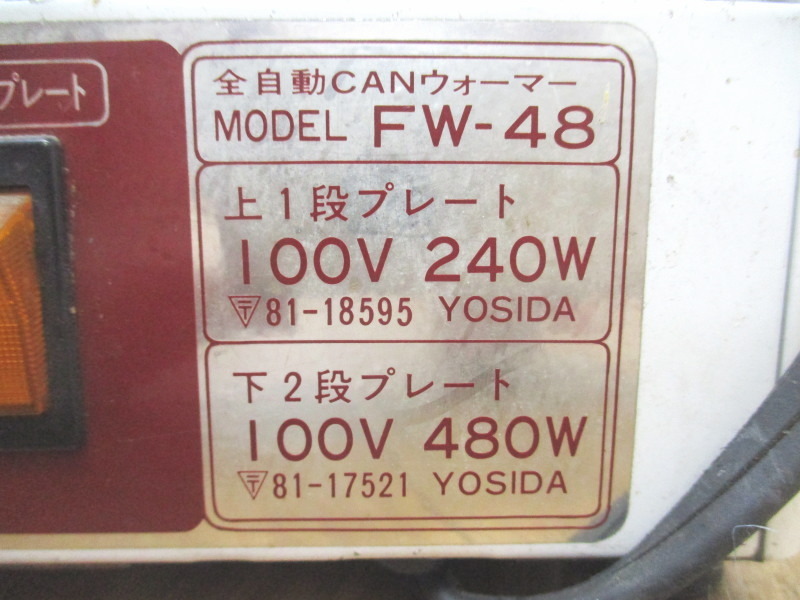 プレート
全自動CANウォーマー
MODEL FW-48
上1段プレート
100V 240W
〒81-18595 YOSIDA
下2段プレート
100V 480W
〒81-17521 YOSIDA